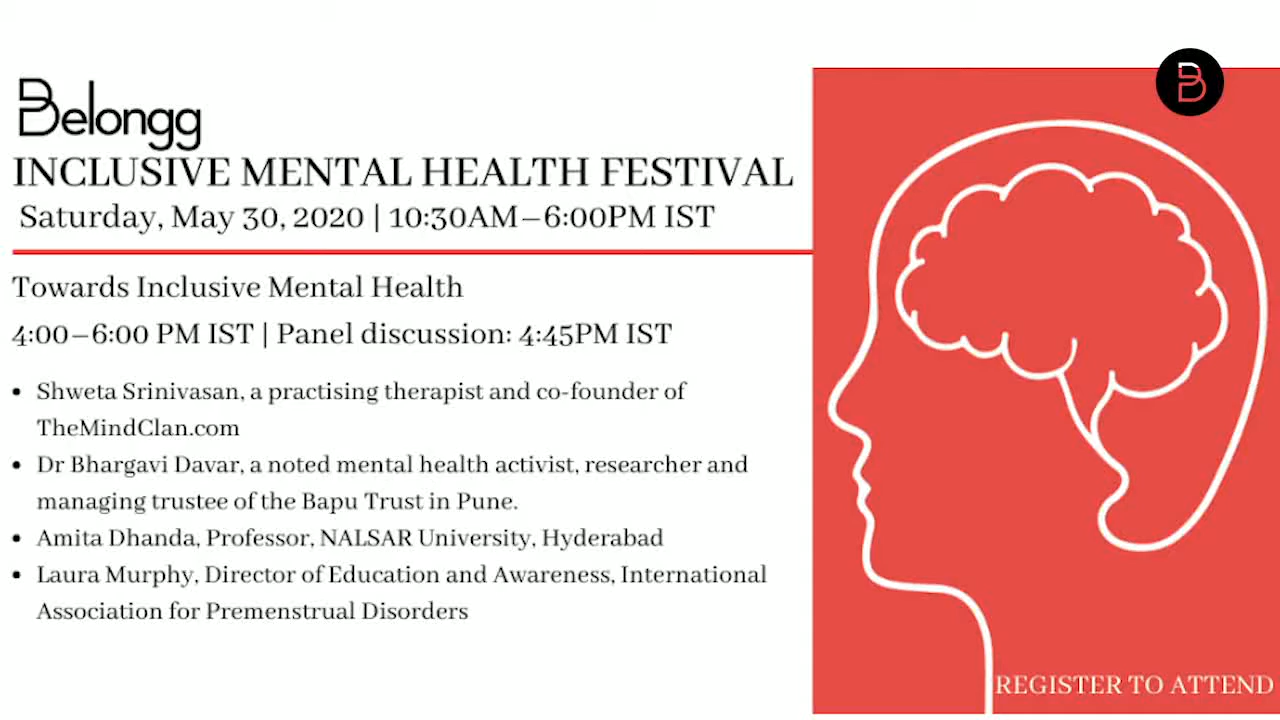 Belongg
INCLUSIVE MENTAL HEALTH FESTIVAL
Saturday, May 30, 2020 | 10:30AM–6:00PM IST
Towards Inclusive Mental Health
4:00–6:00 PM IST | Panel discussion: 4:45PM IST
• Shweta Srinivasan, a practising therapist and co-founder of
TheMindClan.com
• Dr Bhargavi Davar, a noted mental health activist, researcher and
managing trustee of the Bapu Trust in Pune.
• Amita Dhanda, Professor, NALSAR University, Hyderabad
• Laura Murphy, Director of Education and Awareness, International
Association for Premenstrual Disorders
B
REGISTER TO ATTEND